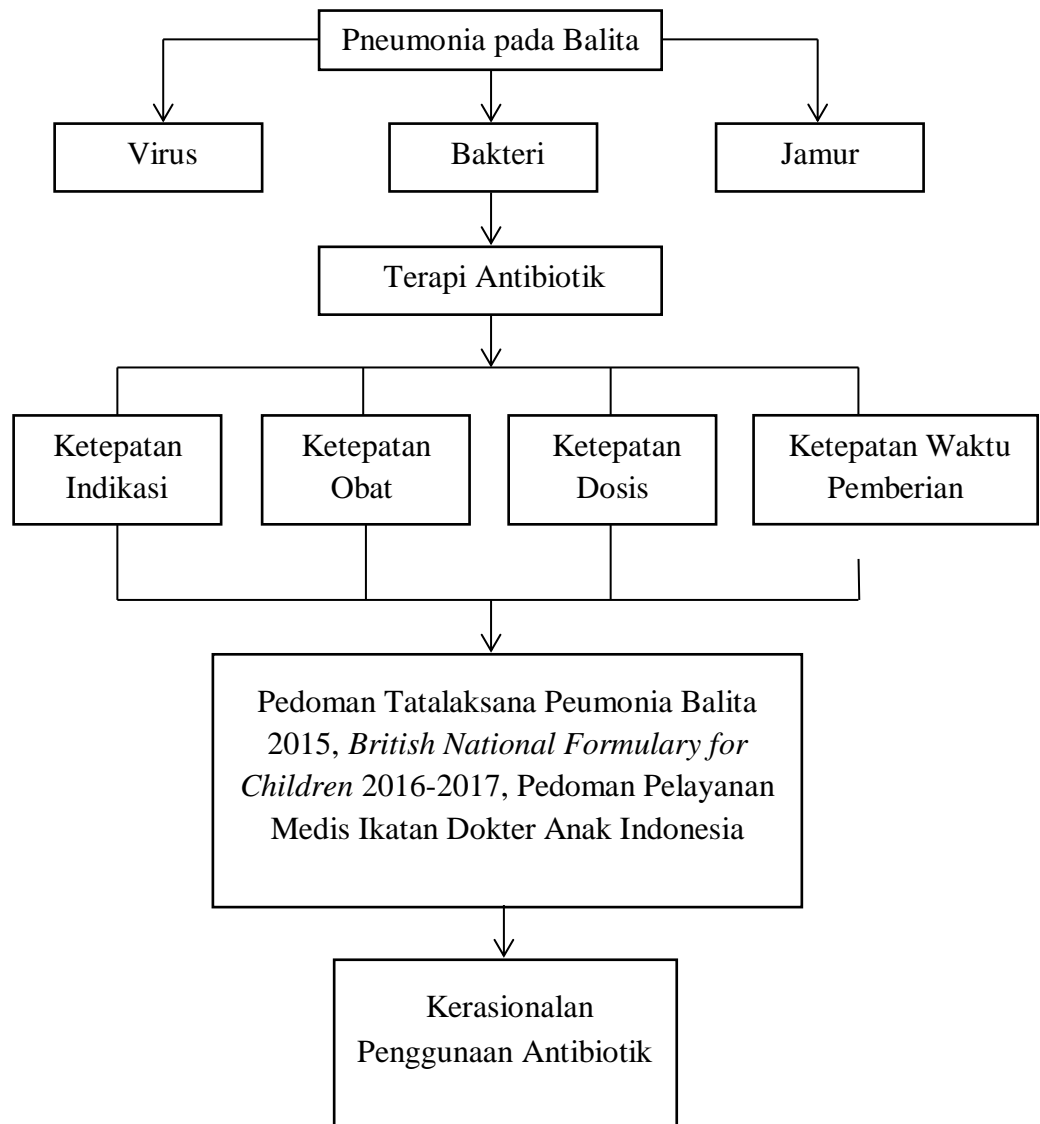 Pneumonia pada Balita
Virus
Bakteri
Jamur
Terapi Antibiotik
Ketepatan
Indikasi
Ketepatan
Obat
Ketepatan
Dosis
Ketepatan Waktu
Pemberian
Pedoman Tatalaksana Peumonia Balita
2015, British National Formulary for
Children 2016-2017, Pedoman Pelayanan
Medis Ikatan Dokter Anak Indonesia
Kerasionalan
Penggunaan Antibiotik